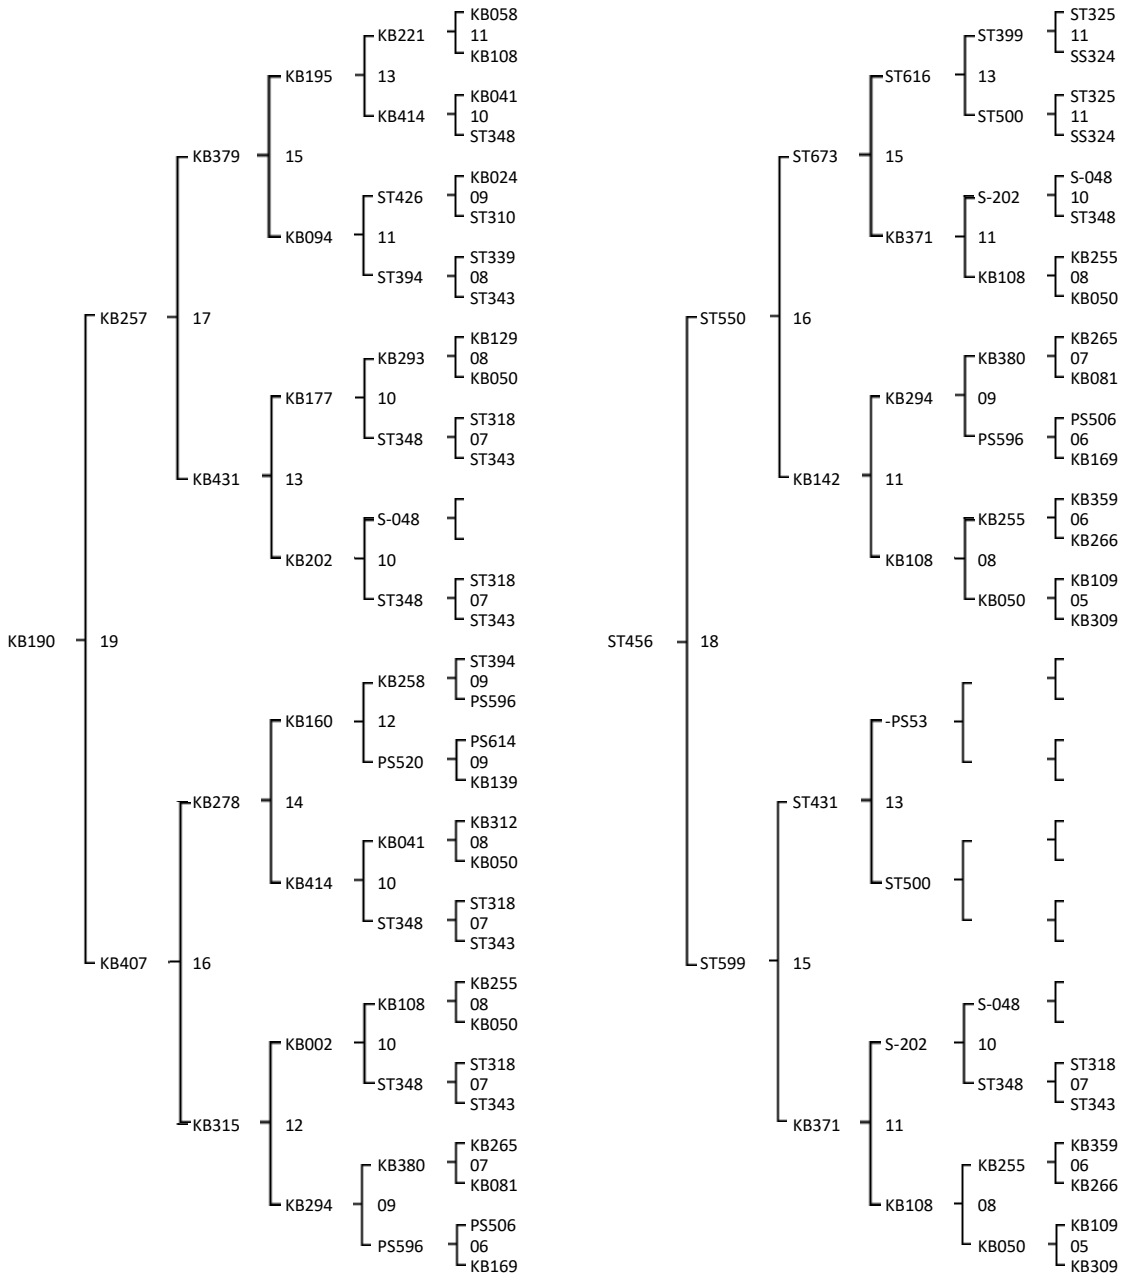 KB058
KB221
11
KB108
KB195
13
KB041
KB414
10
ST348
KB379
15
KB024
ST426
09
ST310
KB094
11
ST339
ST394
08
ST343
KB257
17
KB129
KB293
08
KB050
KB177
10
ST318
ST348
07
ST343
KB431
13
S-048
KB202
10
ST318
ST348
07
ST343
KB190
19
ST394
KB258
09
PS596
KB160
12
PS614
PS520
09
KB139
KB278
14
KB312
KB041
08
KB050
KB414
10
ST318
ST348
07
ST343
KB407
16
KB255
KB108
08
KB050
KB002
10
ST318
ST348
07
ST343
KB315
12
KB265
KB380
07
KB081
KB294
09
PS506
PS596
06
KB169
ST325
ST399
11
SS324
ST616
13
ST325
ST500
11
SS324
ST673
15
S-048
S-202
10
ST348
KB371
11
KB255
KB108
08
KB050
ST550
16
KB265
KB380
07
KB081
KB294
09
PS506
PS596
06
KB169
KB142
11
KB359
KB255
06
KB266
KB108
08
KB109
KB050
05
KB309
ST456
18
-PS53
ST431
13
ST500
ST599
15
S-048
S-202
10
ST318
ST348
07
ST343
KB371
11
KB359
KB255
06
KB266
KB108
08
KB109
KB050
05
KB309